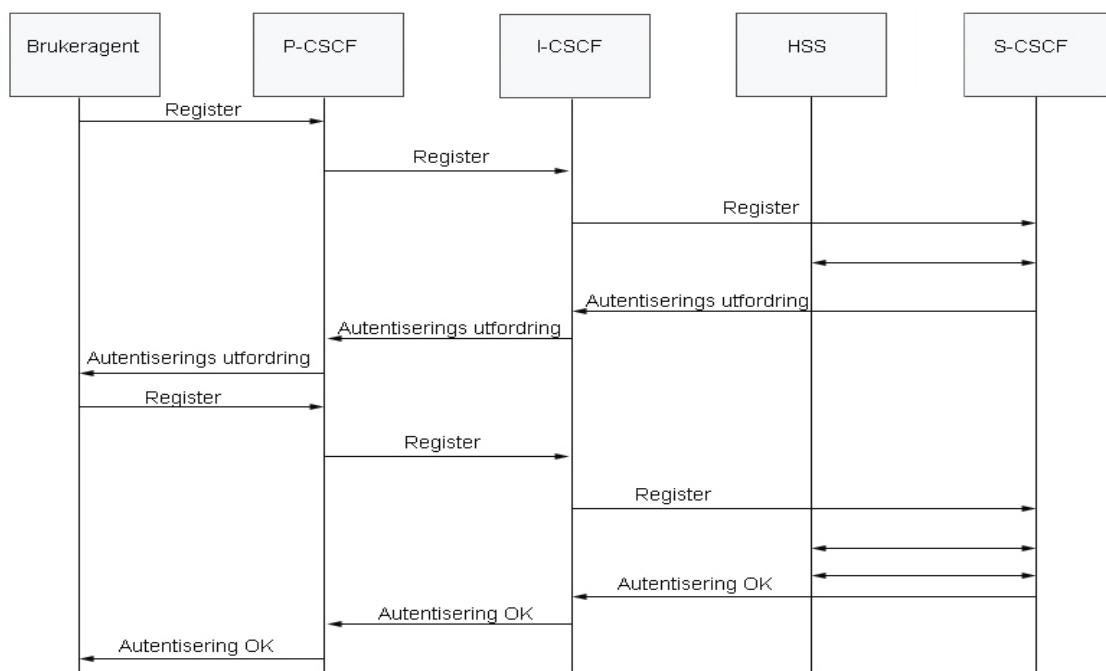 Brukeragent
P-CSCF
I-CSCF
HSS
S-CSCF
Register
Register
Register
Autentiserings utfordring
Autentiserings utfordring
Autentiserings utfordring
Register
Register
Register
Autentisering OK
Autentisering OK
Autentisering OK